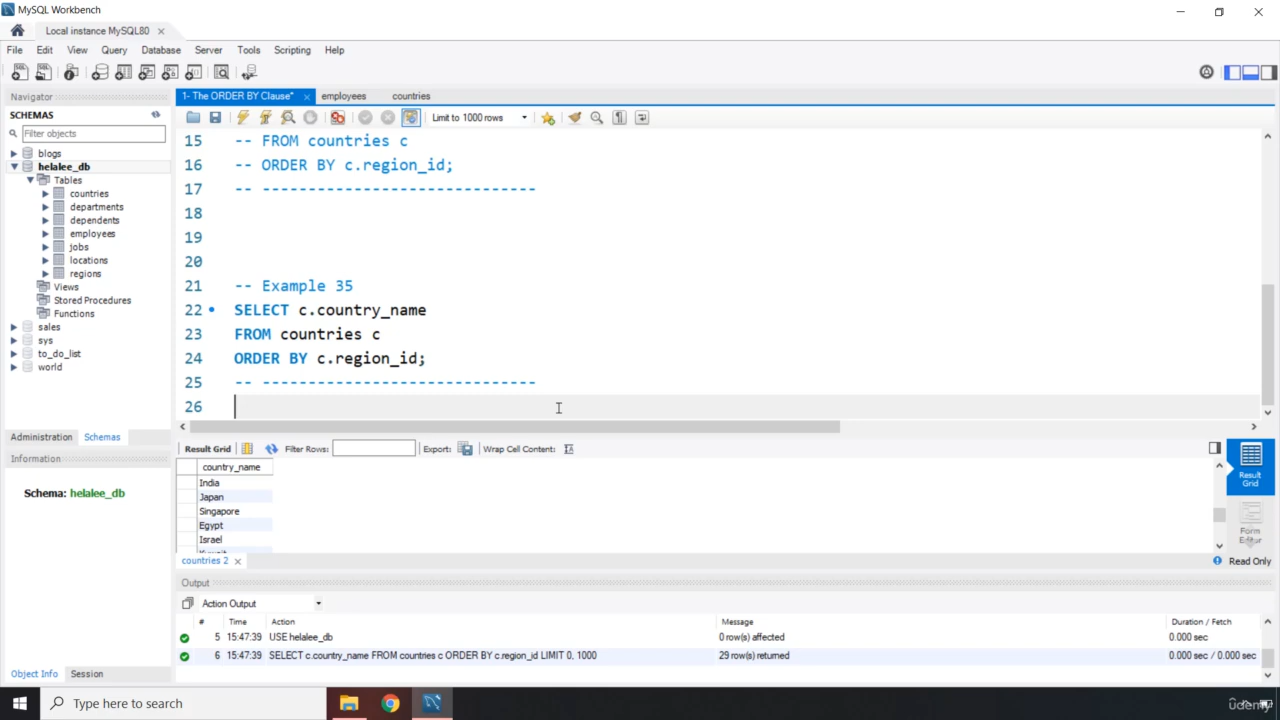 MySQL Workbench
Local instance MySQL80
File Edit View Query Database Server Tools Scripting Help
Navigator
SCHEMAS
Filter objects
blogs
helalee_db
Tables
countries
departments
dependents
employees
jobs
locations
regions
Views
Stored Procedures
Functions
sales
sys
to_do_list
world
Administration Schemas
Information
Schema: helalee_db
Object Info Session
1- The ORDER BY Clause* employees countries
Limit to 1000 rows
15 -- FROM countries c
16 -- ORDER BY c.region_id;
17 -- ------------------------------
18
19
20
21 -- Example 35
22 SELECT c.country_name
23 FROM countries c
24 ORDER BY c.region_id;
25 -- ------------------------------
26
Result Grid Filter Rows: Export: Wrap Cell Content:
country_name
India
Japan
Singapore
Egypt
Israel
Kuwait
Result Grid
Form Editor
countries 2 Read Only
Output
Action Output
# Time Action Message Duration / Fetch
5 15:47:39 USE helalee_db 0 row(s) affected 0.000 sec
6 15:47:39 SELECT c.country_name FROM countries c ORDER BY c.region_id LIMIT 0, 1000 29 row(s) returned 0.000 sec / 0.000 sec
Type here to search
udemy